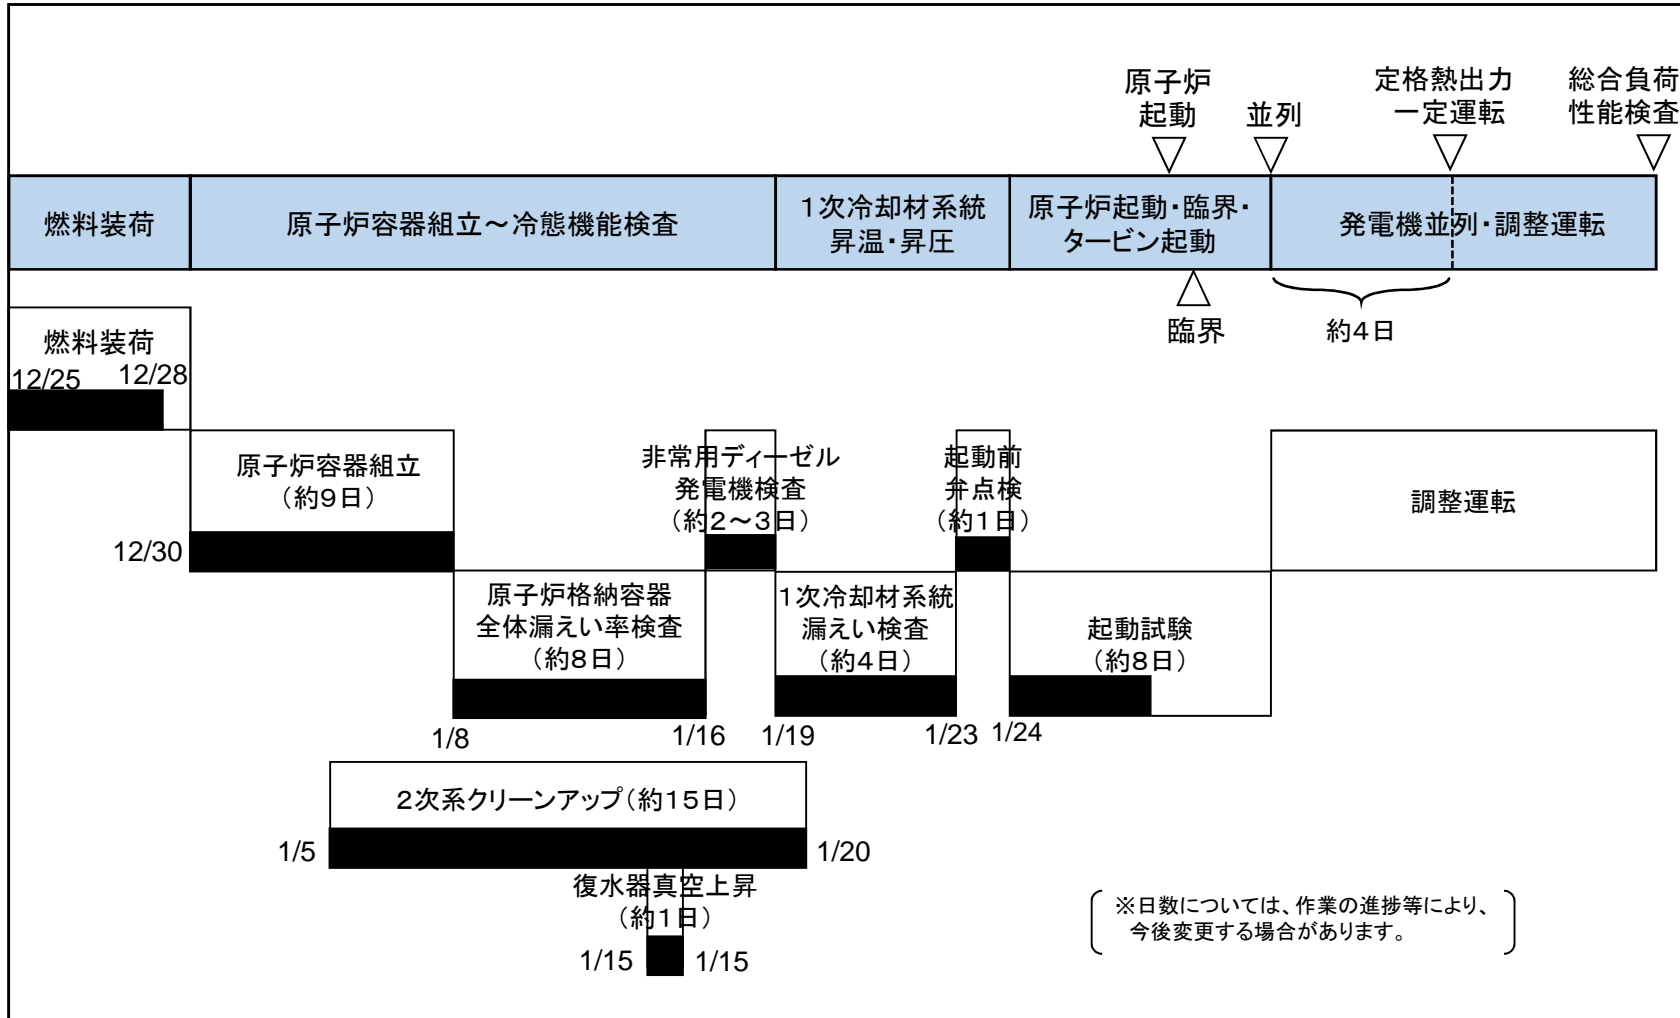 原子炉
起動
並列
定格熱出力
一定運転
総合負荷
性能検査
燃料装荷
原子炉容器組立～冷態機能検査
1次冷却材系統
昇温・昇圧
原子炉起動・臨界・
タービン起動
発電機並列・調整運転
臨界
約4日
燃料装荷
12/25
12/28
原子炉容器組立
（約9日）
12/30
非常用ディーゼル
発電機検査
（約2～3日）
起動前
弁点検
（約1日）
調整運転
原子炉格納容器
全体漏えい率検査
（約8日）
1次冷却材系統
漏えい検査
（約4日）
起動試験
（約8日）
1/8
1/16
1/19
1/23
1/24
2次系クリーンアップ（約15日）
1/5
1/20
復水器真空上昇
（約1日）
1/15
1/15
※日数については、作業の進捗等により、
今後変更する場合があります。